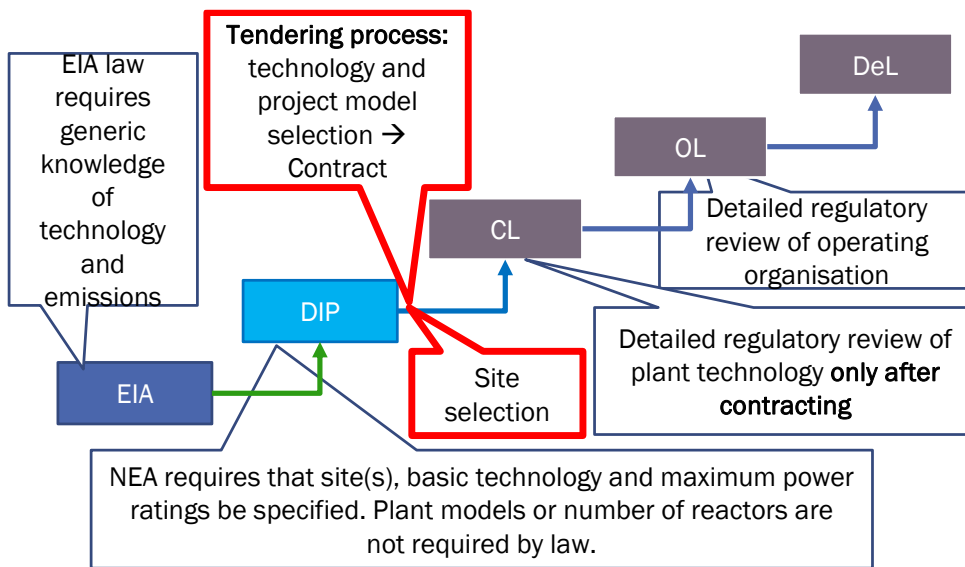 EIA law
requires
generic
knowledge
of
technology
and
emissions
Tendering process:
technology and
project model
selection →
Contract
DeL
OL
Detailed regulatory
review of operating
organisation
CL
DIP
Detailed regulatory review of
plant technology only after
contracting
Site
selection
EIA
NEA requires that site(s), basic technology and maximum power
ratings be specified. Plant models or number of reactors are
not required by law.